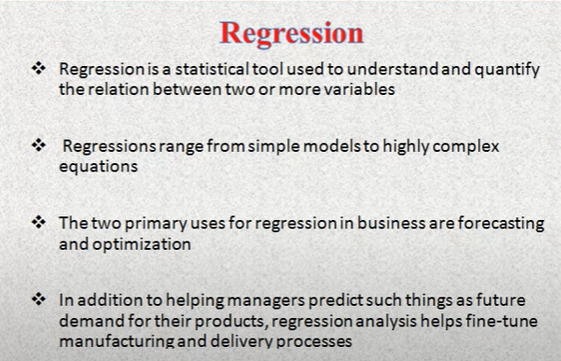 Regression
❖ Regression is a statistical tool used to understand and quantify
the relation between two or more variables
❖ Regressions range from simple models to highly complex
equations
❖ The two primary uses for regression in business are forecasting
and optimization
❖ In addition to helping managers predict such things as future
demand for their products, regression analysis helps fine-tune
manufacturing and delivery processes